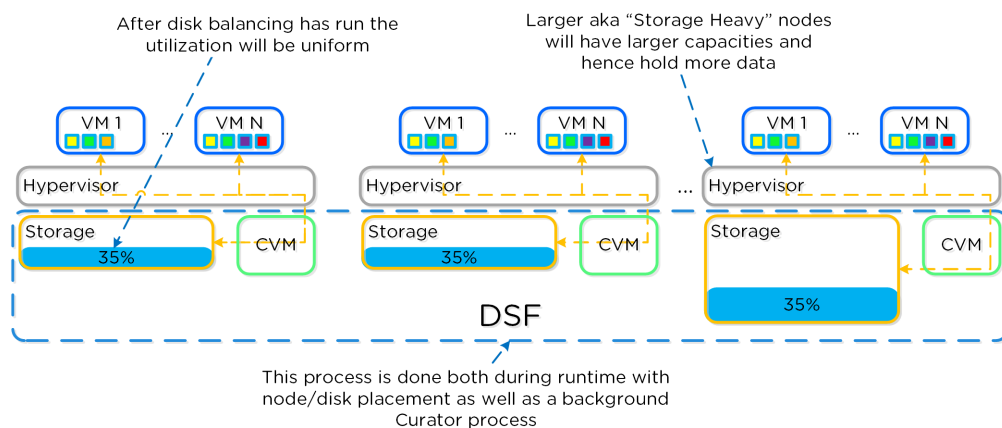 After disk balancing has run the
utilization will be uniform
Larger aka “Storage Heavy” nodes
will have larger capacities and
hence hold more data
VM 1
...
VM N
VM 1
...
VM N
VM 1
...
VM N
Hypervisor
Hypervisor
...
Hypervisor
Storage
35%
CVM
Storage
35%
CVM
Storage
35%
CVM
DSF
This process is done both during runtime with
node/disk placement as well as a background
Curator process